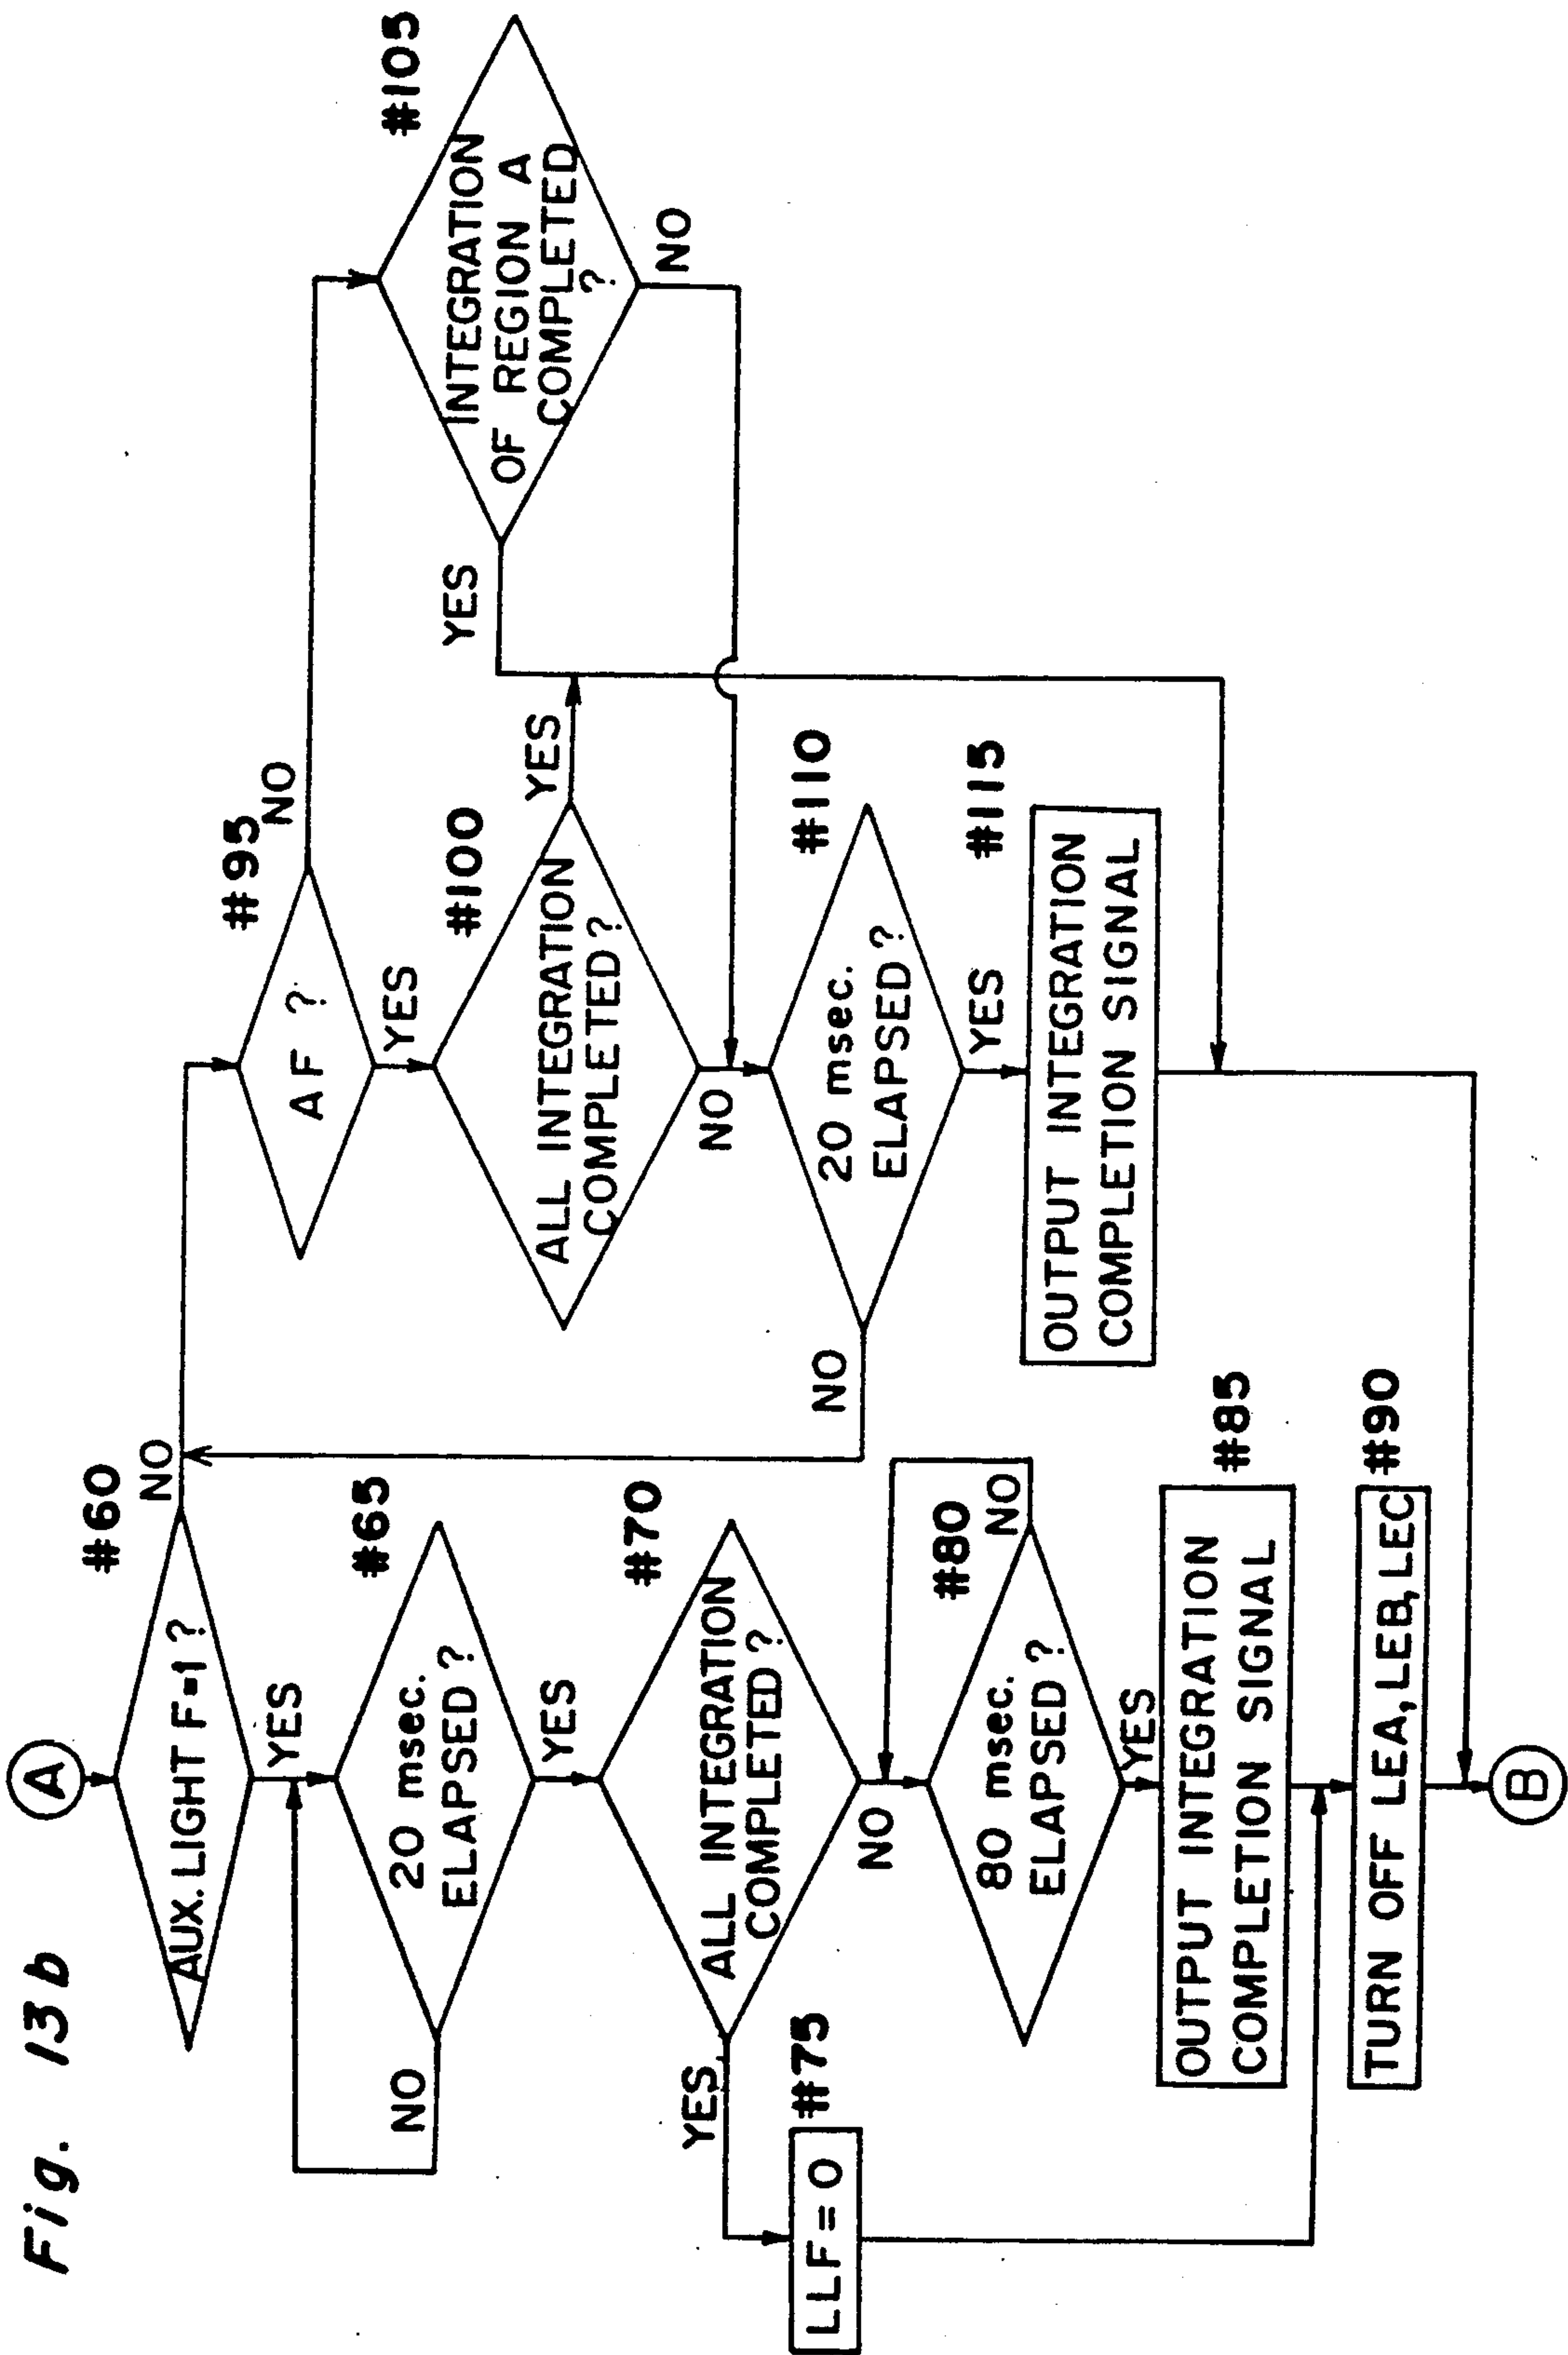 Fig. 13b
A
#60
AUX. LIGHT F=1 ?
NO
YES
#65
20 msec.
ELAPSED ?
NO
YES
#70
ALL INTEGRATION
COMPLETED ?
YES
NO
#75
LLF = 0
#80
80 msec.
ELAPSED ?
NO
YES
#85
OUTPUT INTEGRATION
COMPLETION SIGNAL
#90
TURN OFF LEA, LEB, LEC
B
#95
AF ?
NO
YES
#100
ALL INTEGRATION
COMPLETED ?
YES
NO
#105
INTEGRATION
OF REGION A
COMPLETED
?
YES
NO
#110
20 msec.
ELAPSED ?
NO
YES
#115
OUTPUT INTEGRATION
COMPLETION SIGNAL